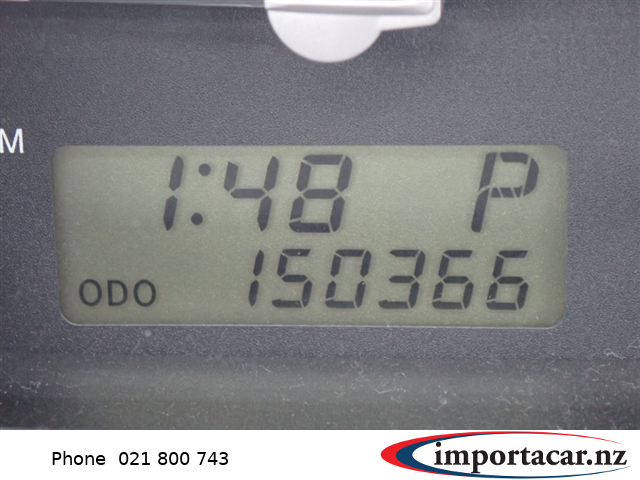 M
1:48 P
ODO 150366
Phone 021 800 743
importacar.nz